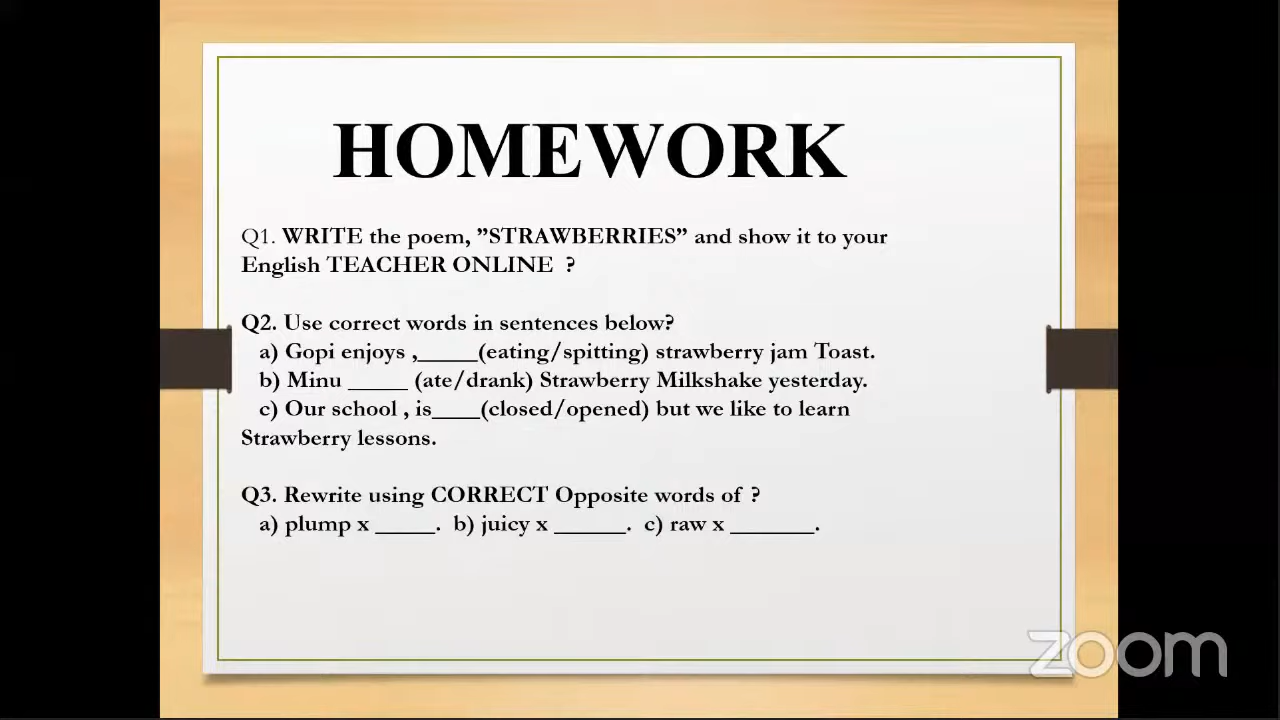 HOMEWORK
Q1. WRITE the poem, ”STRAWBERRIES” and show it to your
English TEACHER ONLINE ?
Q2. Use correct words in sentences below?
a) Gopi enjoys ,_____(eating/spitting) strawberry jam Toast.
b) Minu _____ (ate/drank) Strawberry Milkshake yesterday.
c) Our school , is____(closed/opened) but we like to learn
Strawberry lessons.
Q3. Rewrite using CORRECT Opposite words of ?
a) plump x _____. b) juicy x ______. c) raw x _______.
zoom